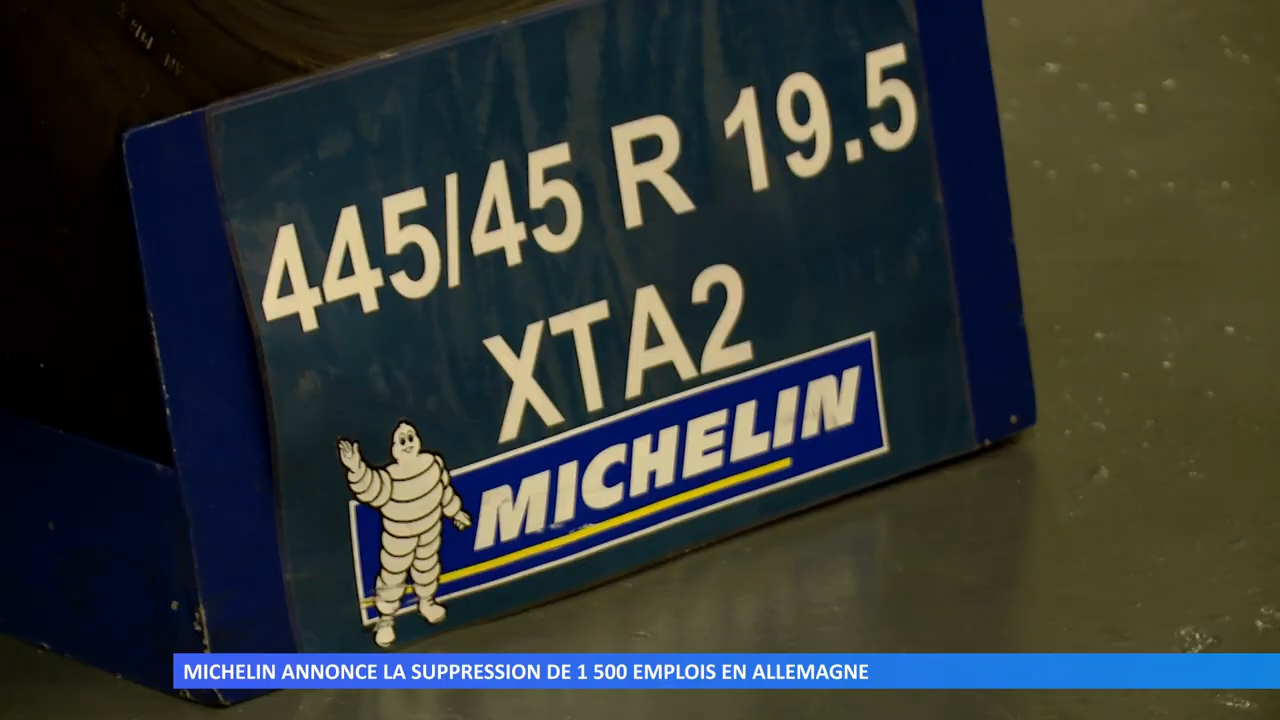 445/45 R 19.5
XTA2
MICHELIN
MICHELIN ANNONCE LA SUPPRESSION DE 1 500 EMPLOIS EN ALLEMAGNE